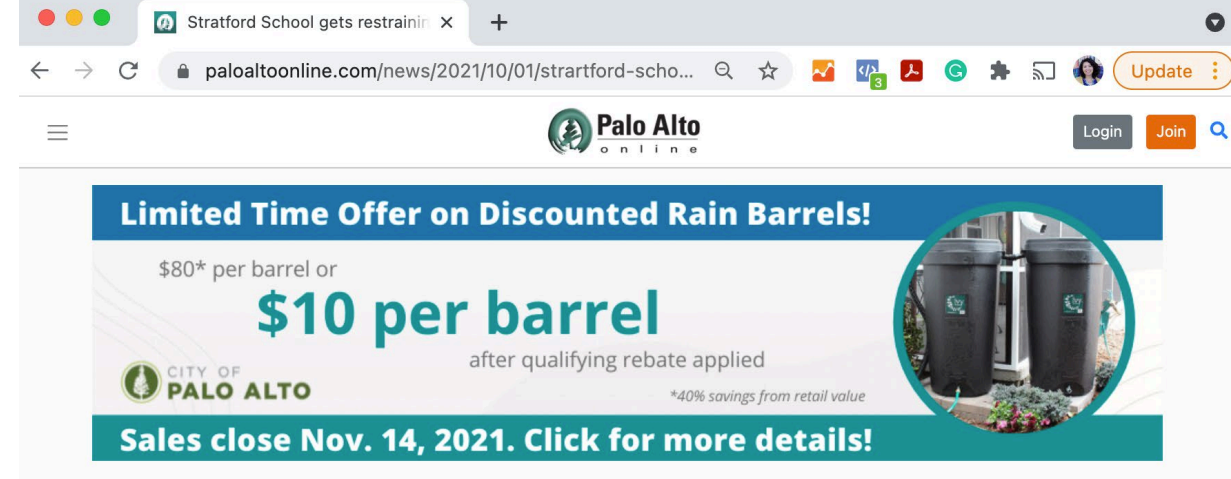 Stratford School gets restrainin
paloaltoonline.com/news/2021/10/01/strartford-scho...
3
Update
Palo Alto
online
Login
Join
Limited Time Offer on Discounted Rain Barrels!
$80* per barrel or
$10 per barrel
after qualifying rebate applied
CITY OF
PALO ALTO
*40% savings from retail value
Sales close Nov. 14, 2021. Click for more details!